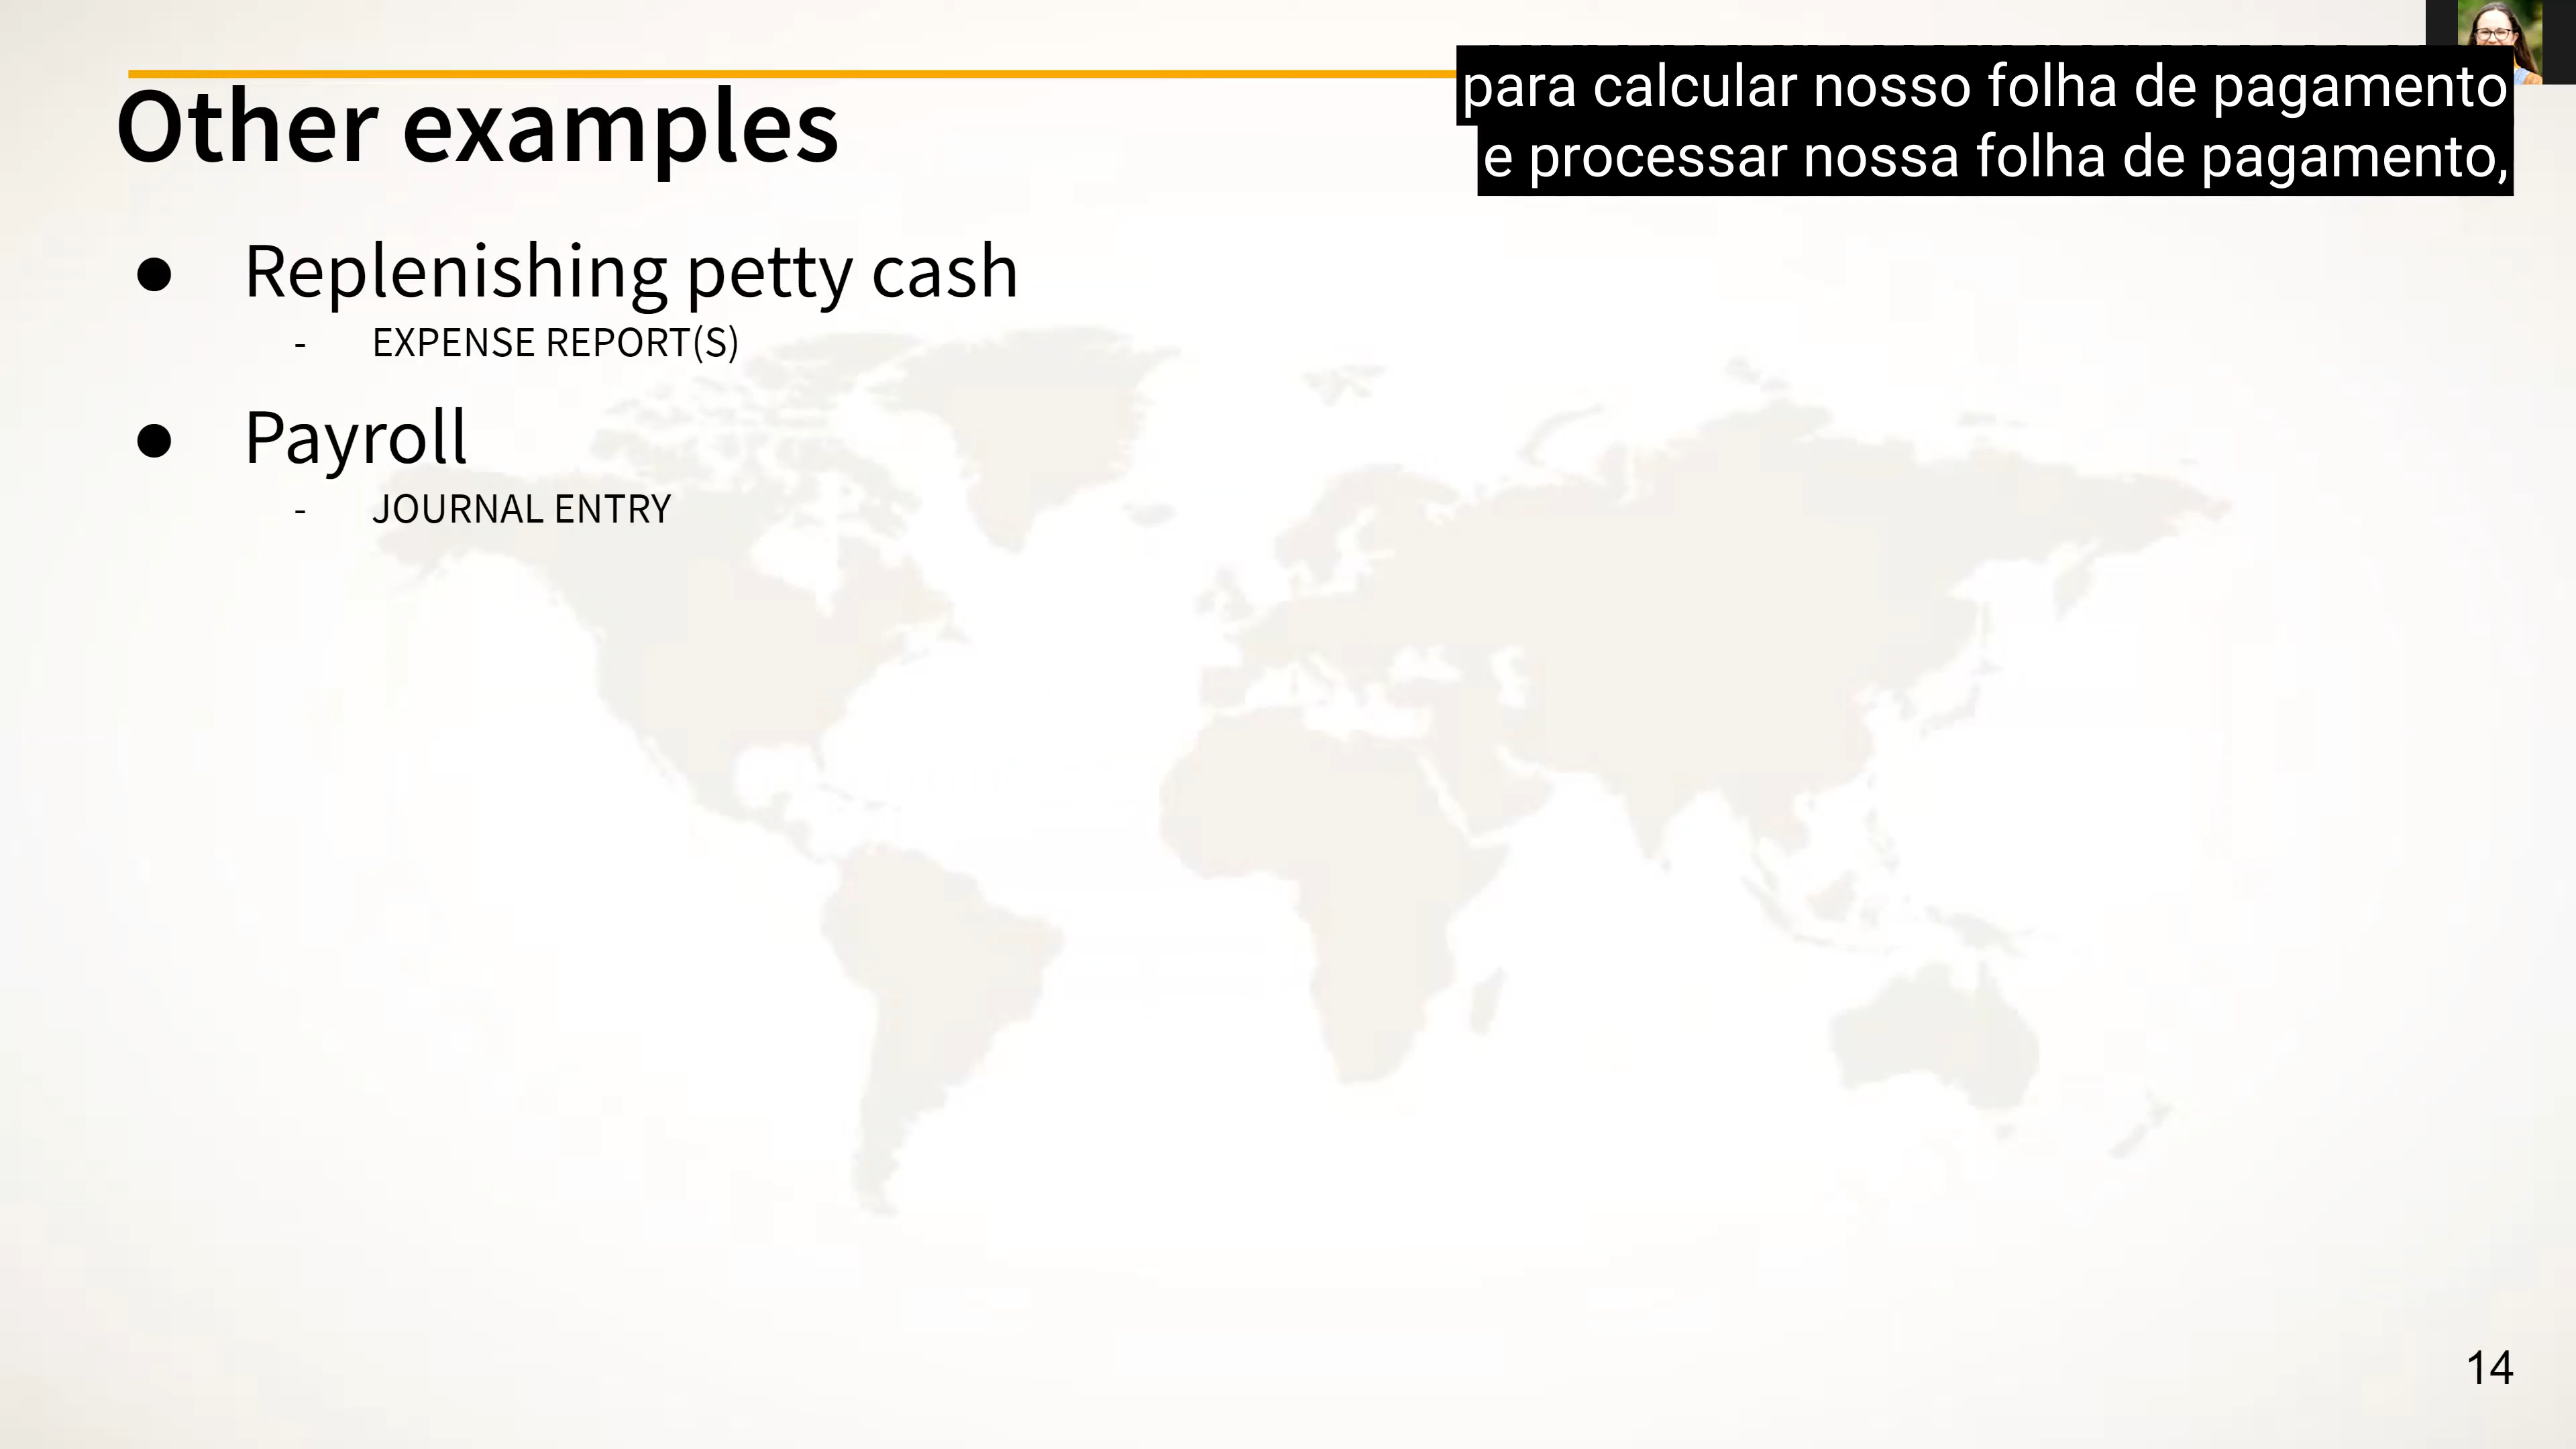 Other examples
para calcular nosso folha de pagamento
e processar nossa folha de pagamento,
● Replenishing petty cash
- EXPENSE REPORT(S)
● Payroll
- JOURNAL ENTRY
14